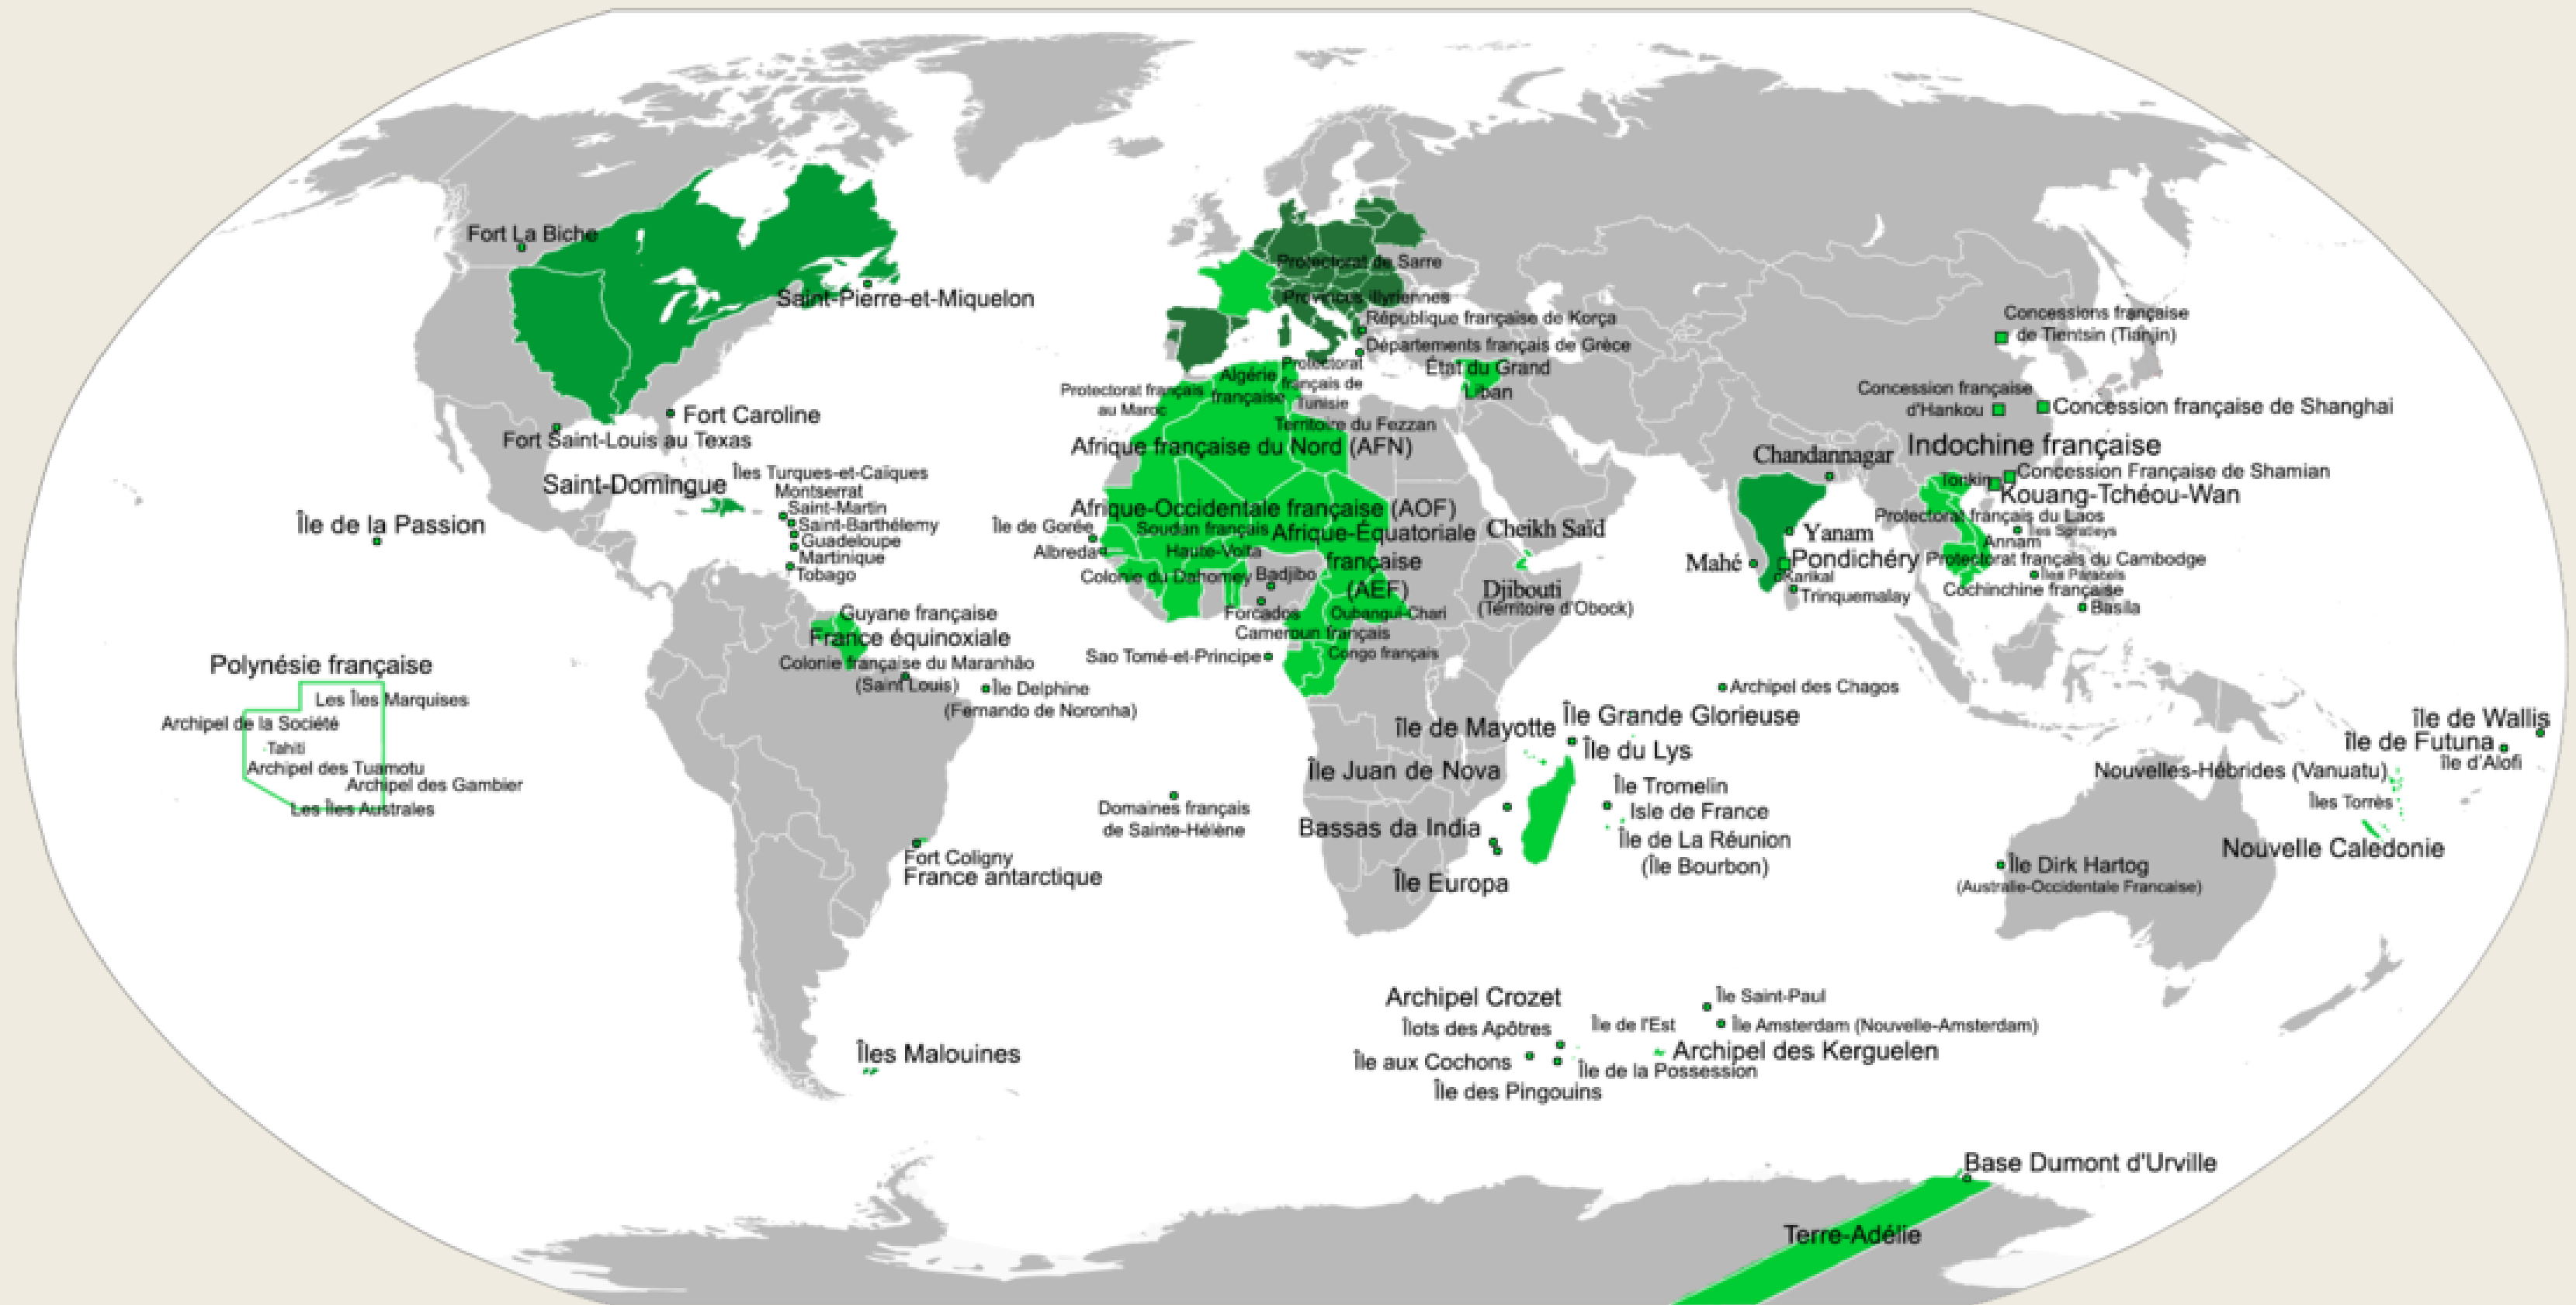 Fort La Biche
Saint-Pierre-et-Miquelon
Fort Caroline
Fort Saint-Louis au Texas
Îles Turques-et-Caïques
Saint-Domingue
Montserrat
Saint-Martin
Saint-Barthélemy
Guadeloupe
Martinique
Tobago
Île de la Passion
Guyane française
France équinoxiale
Colonie française du Maranhão
(Saint Louis)
Île Delphine
(Fernando de Noronha)
Polynésie française
Les Îles Marquises
Archipel de la Société
Tahiti
Archipel des Tuamotu
Archipel des Gambier
Les Îles Australes
Fort Coligny
France antarctique
Îles Malouines
Protectorat de Sarre
Provinces Illyriennes
République française de Korça
Départements français de Grèce
État du Grand
Liban
Protectorat
français de
Tunisie
Algérie
française
Protectorat français
au Maroc
Territoire du Fezzan
Afrique française du Nord (AFN)
Afrique-Occidentale française (AOF)
Île de Gorée
Soudan français
Afrique-Équatoriale
française
(AEF)
Albreda
Haute-Volta
Colonie du Dahomey
Badjibo
Forcados
Oubangui-Chari
Cameroun français
Sao Tomé-et-Principe
Congo français
Cheikh Saïd
Djibouti
(Térritoire d'Obock)
Domaines français
de Sainte-Hélène
île de Mayotte
Île Grande Glorieuse
Île du Lys
Île Juan de Nova
Île Tromelin
Isle de France
Bassas da India
Île de La Réunion
(Île Bourbon)
Île Europa
Archipel des Chagos
Concessions française
de Tientsin (Tianjin)
Concession française
d'Hankou
Concession française de Shanghai
Indochine française
Chandannagar
Concession Française de Shamian
Tonkin
Kouang-Tchéou-Wan
Protectorat français du Laos
Îles Spratleys
Yanam
Annam
Mahé
Pondichéry
Protectorat français du Cambodge
Karikal
Îles Paracels
Trinquemalay
Cochinchine française
Basila
île de Wallis
île de Futuna
île d'Alofi
Nouvelles-Hébrides (Vanuatu)
Îles Torrès
Nouvelle Caledonie
Île Dirk Hartog
(Australie-Occidentale Francaise)
Archipel Crozet
Îlots des Apôtres
Île de l'Est
Île Saint-Paul
Île Amsterdam (Nouvelle-Amsterdam)
Île aux Cochons
Archipel des Kerguelen
Île de la Possession
Île des Pingouins
Base Dumont d'Urville
Terre-Adélie